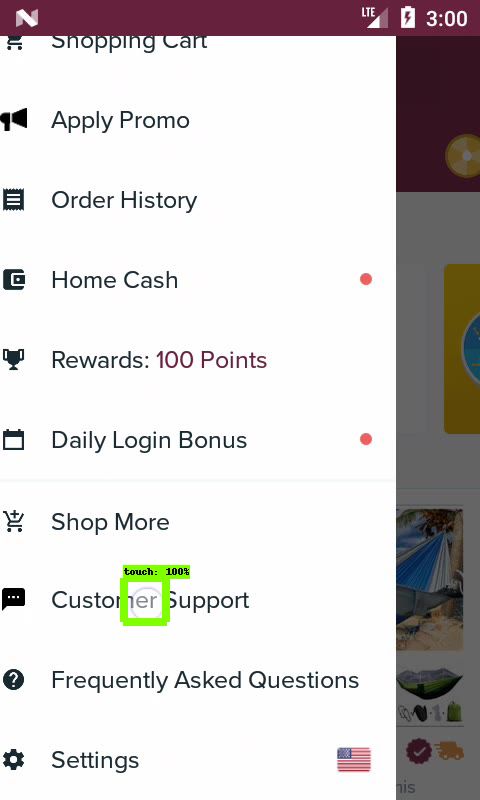 LTE 3:00
Shopping Cart
Apply Promo
Order History
Home Cash
Rewards: 100 Points
Daily Login Bonus
Shop More
touch: 100%
Customer Support
Frequently Asked Questions
Settings
his